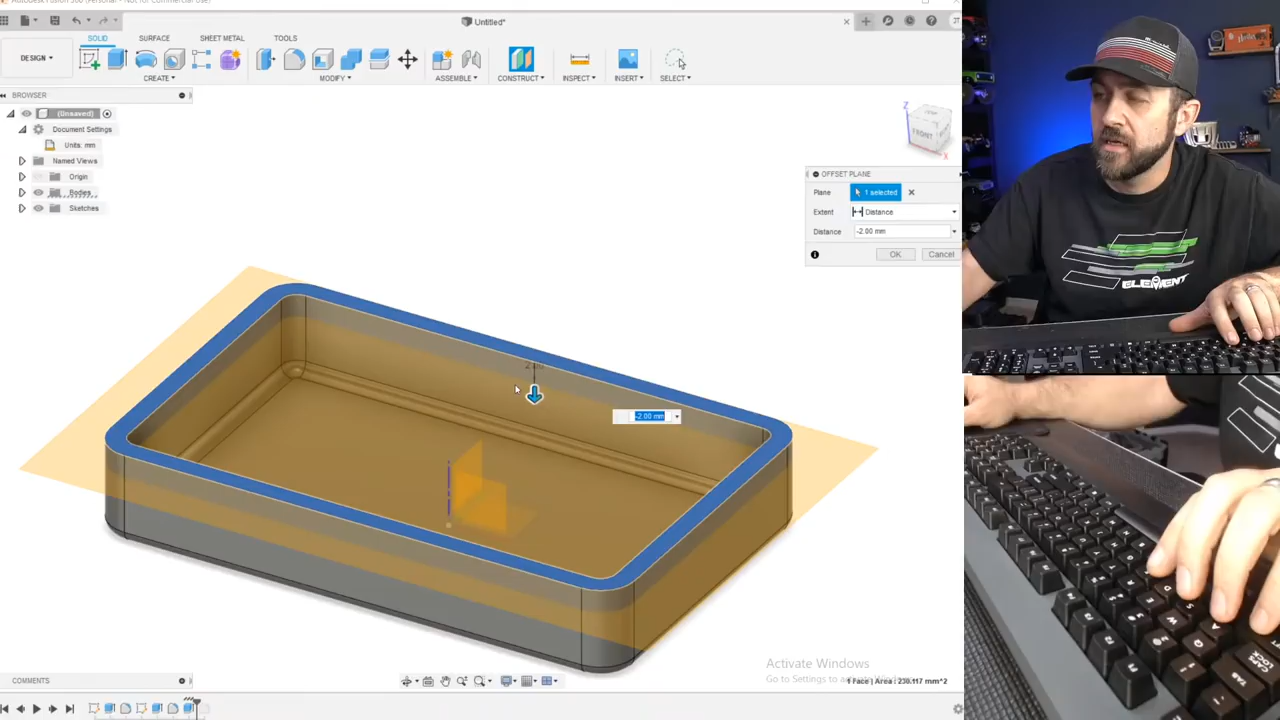 Autodesk Fusion 360 (Personal - Not for Commercial Use)
Untitled*
DESIGN
SOLID SURFACE SHEET METAL TOOLS
CREATE MODIFY ASSEMBLE CONSTRUCT INSPECT INSERT SELECT
BROWSER
(Unsaved)
Document Settings
Units: mm
Named Views
Origin
Bodies
Sketches
Z
FRONT
X
OFFSET PLANE
Plane 1 selected
Extent Distance
Distance -2.00 mm
OK Cancel
-2.00 mm
Activate Windows
Go to Settings to activate
1 Face | Area : 230.117 mm^2
COMMENTS
ELEMENT